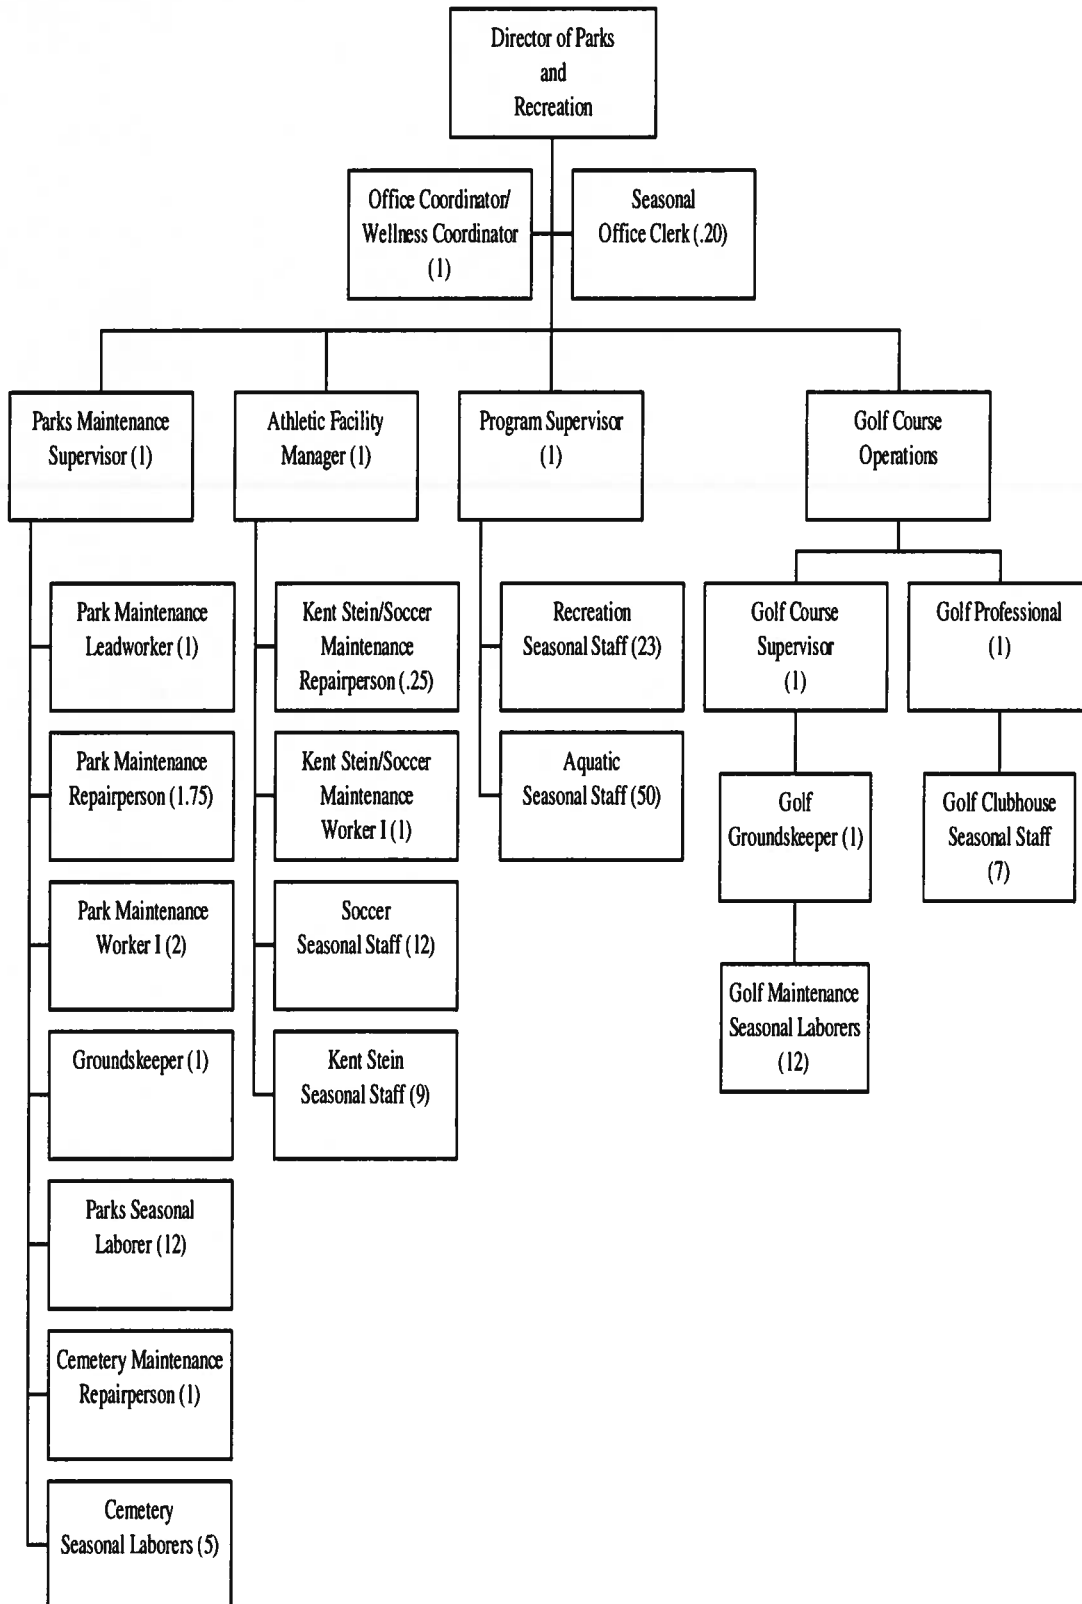 Director of Parks
and
Recreation
Office Coordinator/
Wellness Coordinator
(1)
Seasonal
Office Clerk (.20)
Parks Maintenance
Supervisor (1)
Athletic Facility
Manager (1)
Program Supervisor
(1)
Golf Course
Operations
Park Maintenance
Leadworker (1)
Park Maintenance
Repairperson (1.75)
Park Maintenance
Worker I (2)
Groundskeeper (1)
Parks Seasonal
Laborer (12)
Cemetery Maintenance
Repairperson (1)
Cemetery
Seasonal Laborers (5)
Kent Stein/Soccer
Maintenance
Repairperson (.25)
Kent Stein/Soccer
Maintenance
Worker I (1)
Soccer
Seasonal Staff (12)
Kent Stein
Seasonal Staff (9)
Recreation
Seasonal Staff (23)
Aquatic
Seasonal Staff (50)
Golf Course
Supervisor
(1)
Golf
Groundskeeper (1)
Golf Maintenance
Seasonal Laborers
(12)
Golf Professional
(1)
Golf Clubhouse
Seasonal Staff
(7)